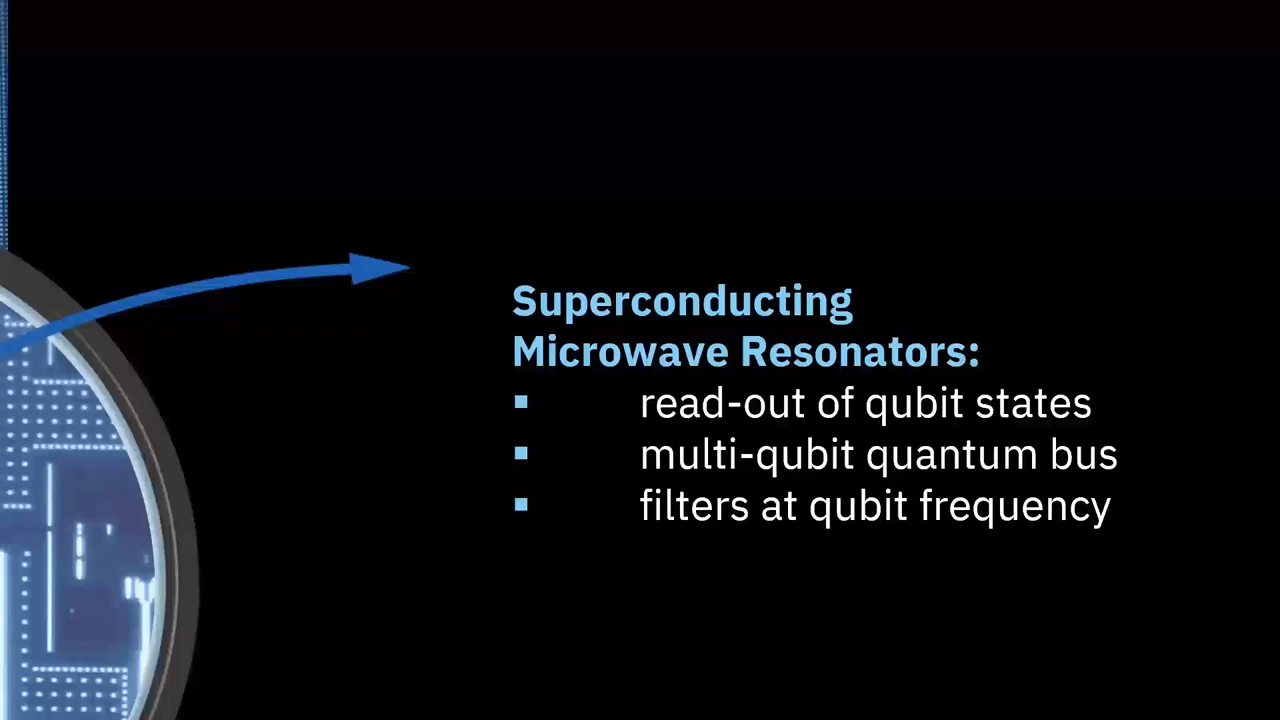 Superconducting
Microwave Resonators:
▪ read-out of qubit states
▪ multi-qubit quantum bus
▪ filters at qubit frequency